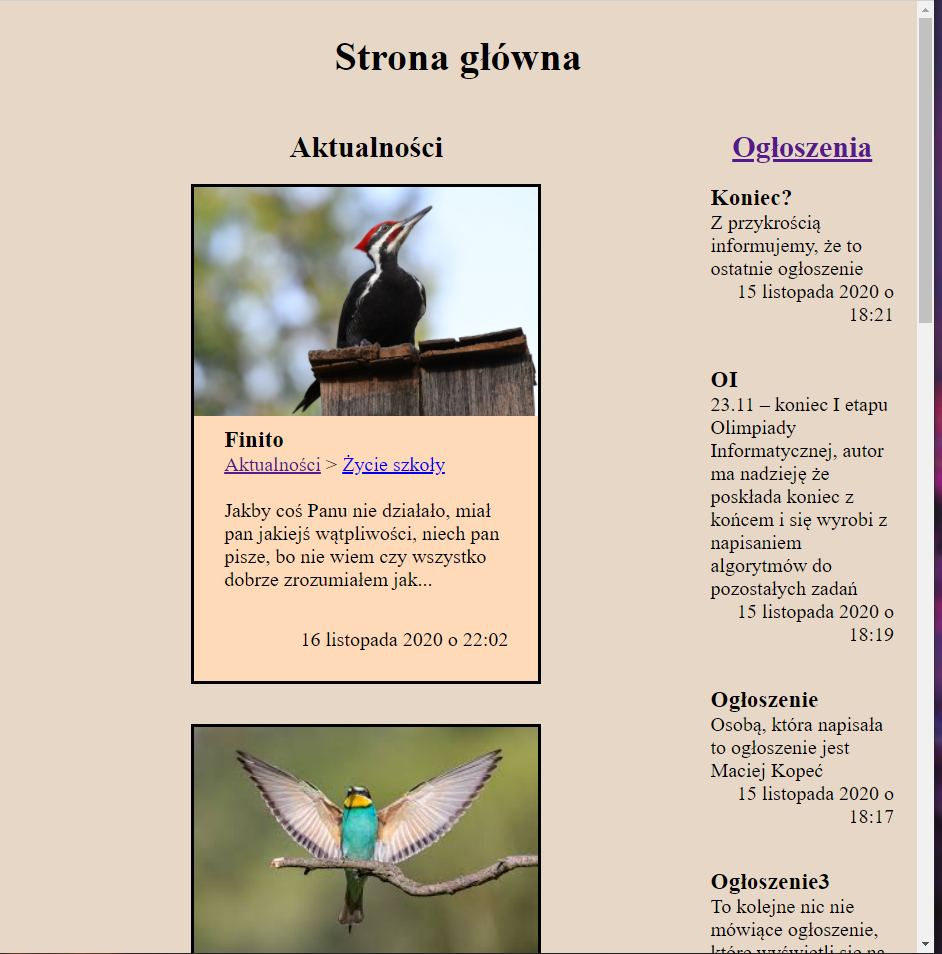 Strona główna
Aktualności
Finito
Aktualności > Życie szkoły
Jakby coś Panu nie działało, miał
pan jakiejś wątpliwości, niech pan
pisze, bo nie wiem czy wszystko
dobrze zrozumiałem jak...
16 listopada 2020 o 22:02
Ogłoszenia
Koniec?
Z przykrością
informujemy, że to
ostatnie ogłoszenie
15 listopada 2020 o
18:21
OI
23.11 – koniec I etapu
Olimpiady
Informatycznej, autor
ma nadzieję że
poskłada koniec z
końcem i się wyrobi z
napisaniem
algorytmów do
pozostałych zadań
15 listopada 2020 o
18:19
Ogłoszenie
Osobą, która napisała
to ogłoszenie jest
Maciej Kopeć
15 listopada 2020 o
18:17
Ogłoszenie3
To kolejne nic nie
mówiące ogłoszenie,
które wyświetli się na